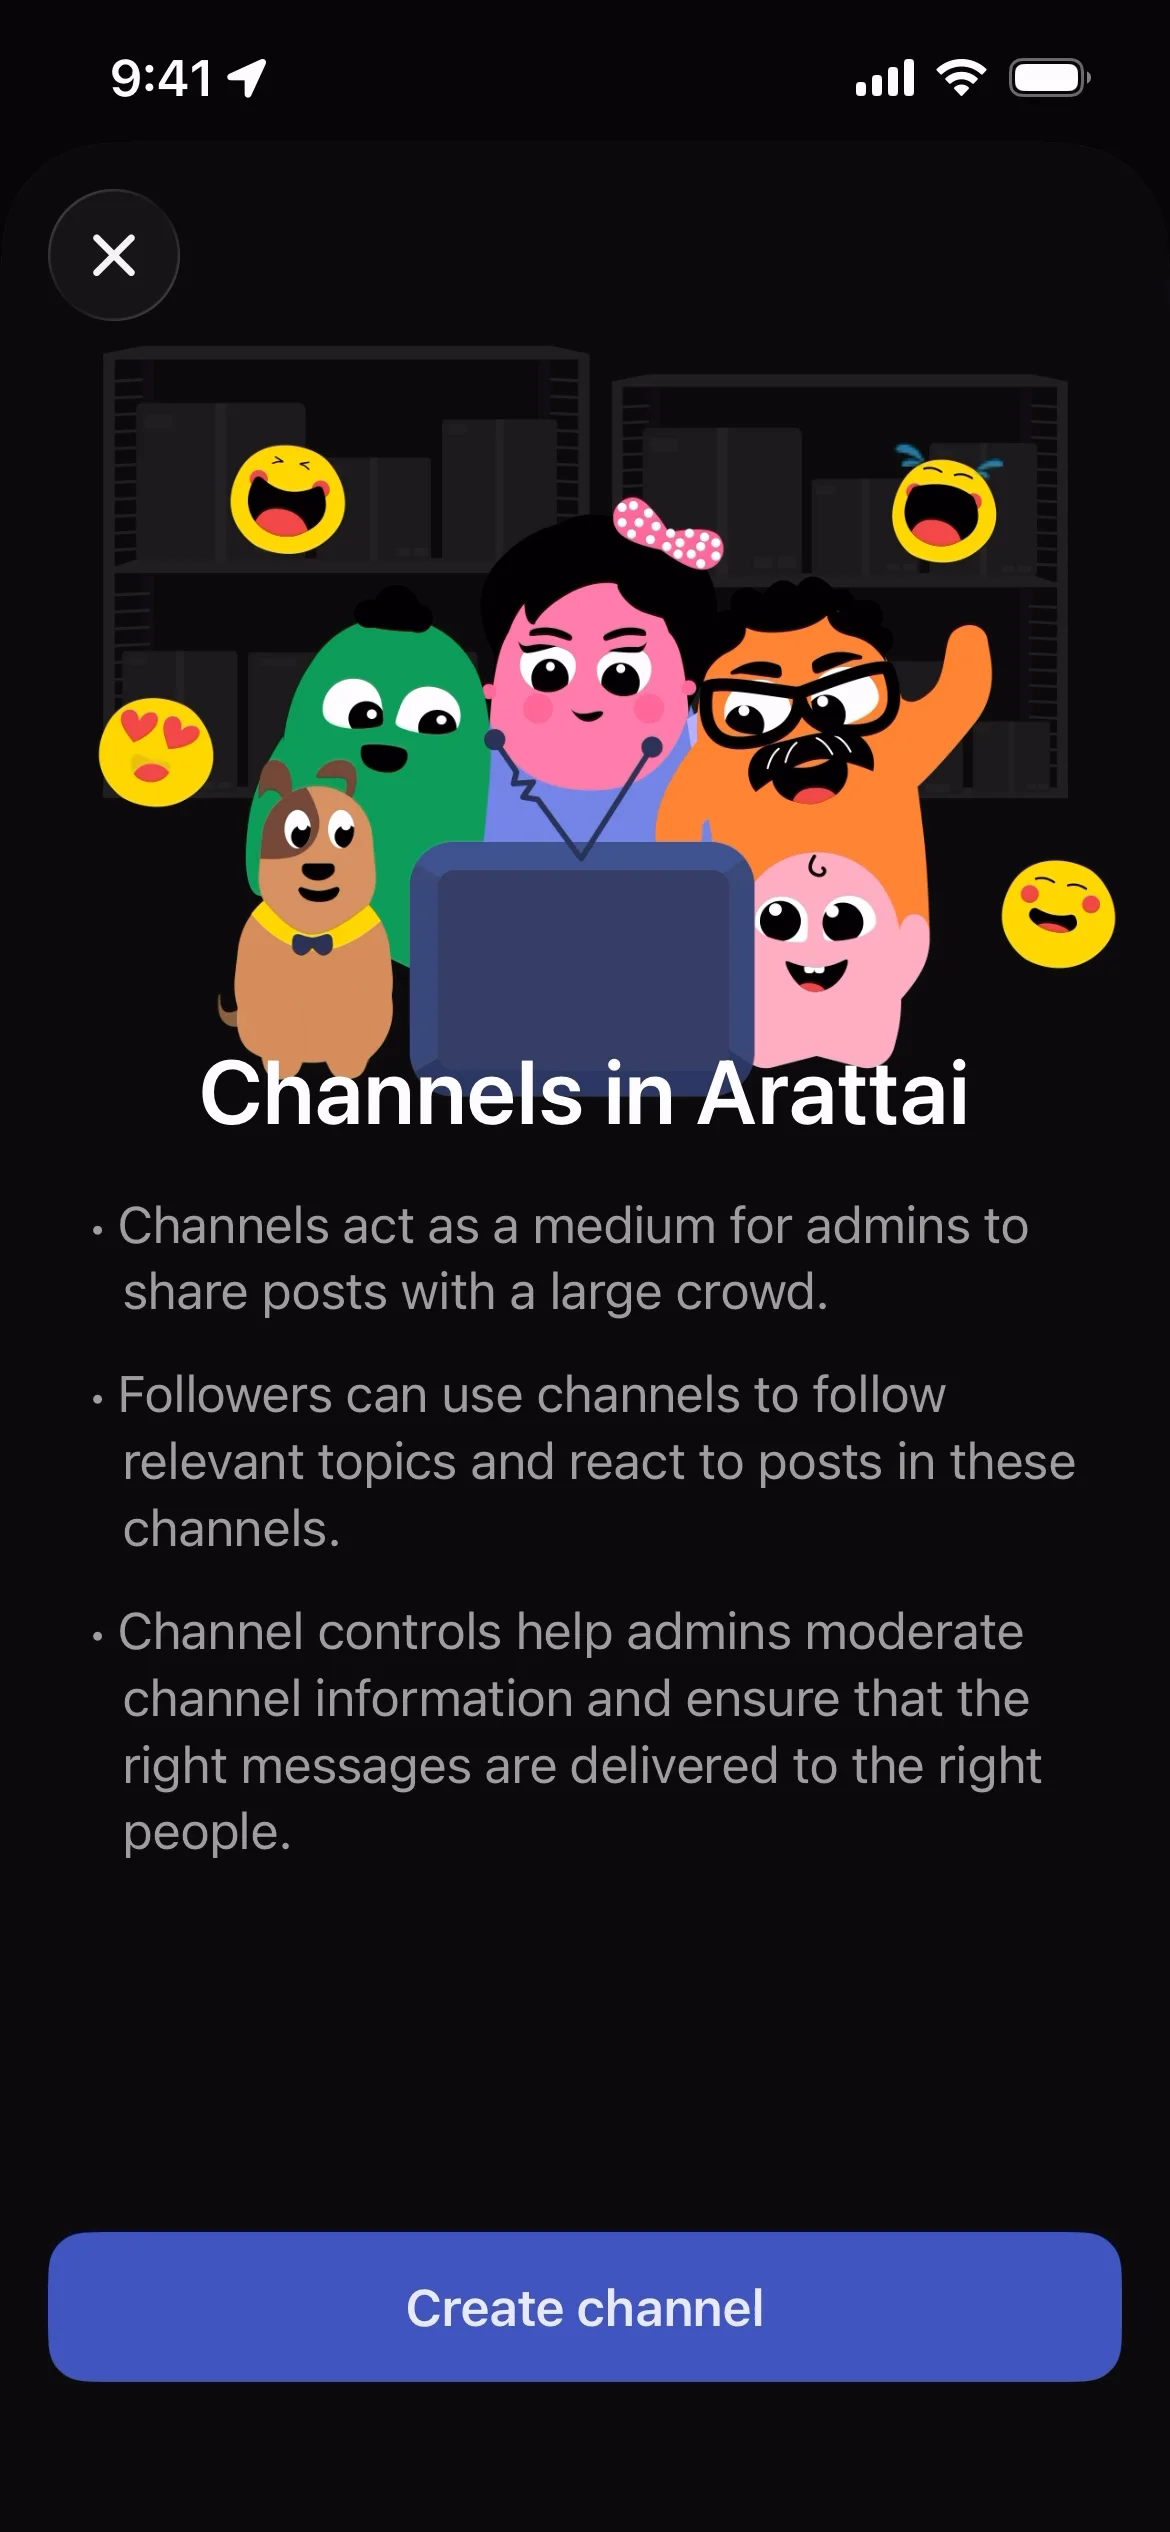 9:41
Channels in Arattai
• Channels act as a medium for admins to
share posts with a large crowd.
• Followers can use channels to follow
relevant topics and react to posts in these
channels.
• Channel controls help admins moderate
channel information and ensure that the
right messages are delivered to the right
people.
Create channel